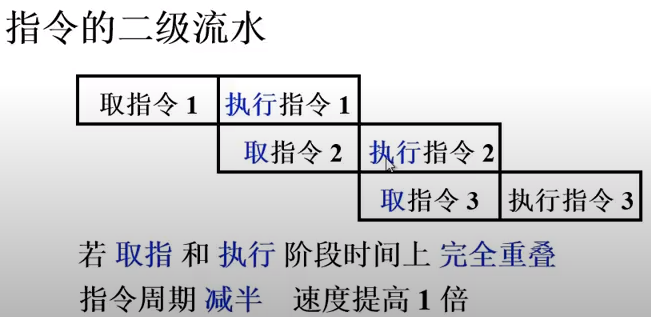 指令的二级流水
取指令 1 执行指令 1
取指令 2 执行指令 2
取指令 3 执行指令 3
若 取指 和 执行 阶段时间上 完全重叠
指令周期 减半 速度提高 1 倍